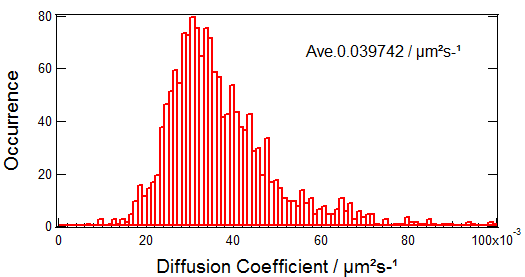 80
60
40
20
0
Occurrence
Ave.0.039742 / µm²s-¹
0 20 40 60 80 100x10-3
Diffusion Coefficient / µm²s-¹